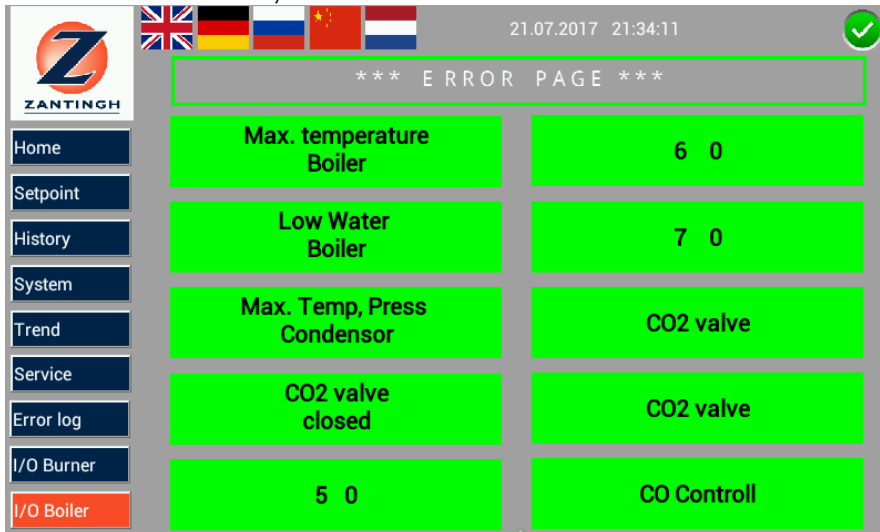 21.07.2017 21:34:11
ZANTINGH
*** ERROR PAGE ***
Home
Setpoint
History
System
Trend
Service
Error log
I/O Burner
I/O Boiler
Max. temperature
Boiler
6 0
Low Water
Boiler
7 0
Max. Temp, Press
Condensor
CO2 valve
CO2 valve
closed
CO2 valve
5 0
CO Controll